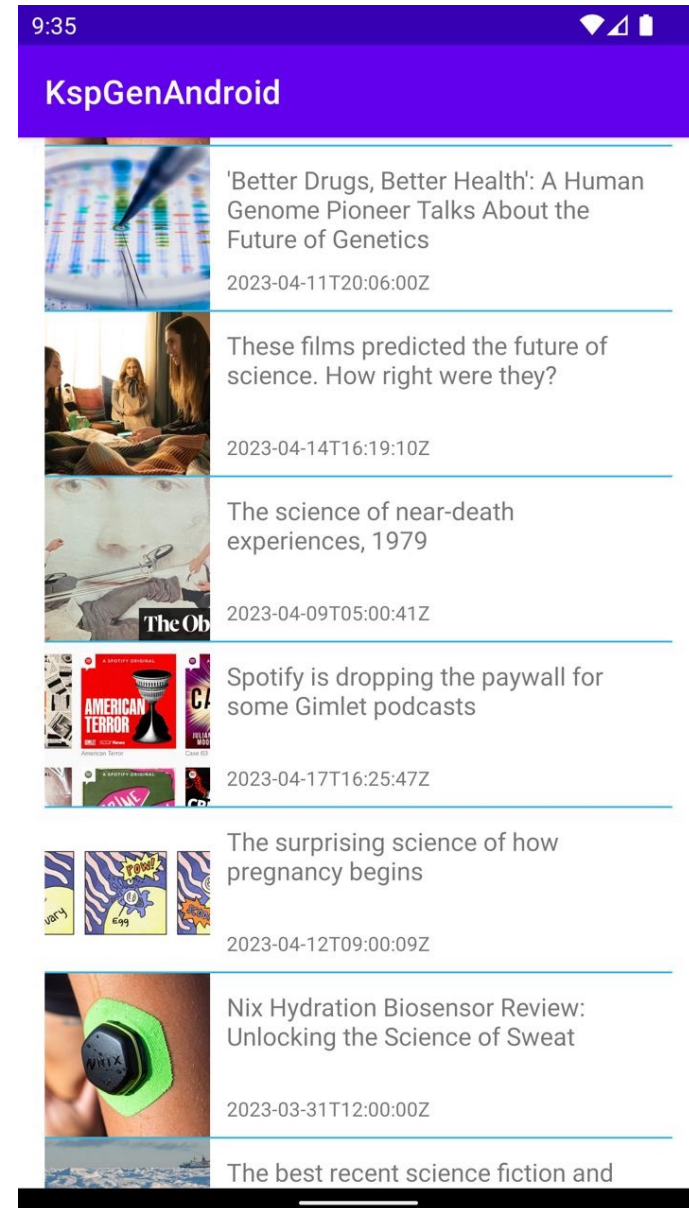 9:35
KspGenAndroid
'Better Drugs, Better Health': A Human
Genome Pioneer Talks About the
Future of Genetics
2023-04-11T20:06:00Z
These films predicted the future of
science. How right were they?
2023-04-14T16:19:10Z
The science of near-death
experiences, 1979
2023-04-09T05:00:41Z
The Ob
Spotify is dropping the paywall for
some Gimlet podcasts
2023-04-17T16:25:47Z
A SPOTIFY ORIGINAL
AMERICAN
TERROR
American Terror
Case 63
The surprising science of how
pregnancy begins
2023-04-12T09:00:09Z
POW!
Egg
vary
Nix Hydration Biosensor Review:
Unlocking the Science of Sweat
2023-03-31T12:00:00Z
nix
The best recent science fiction and